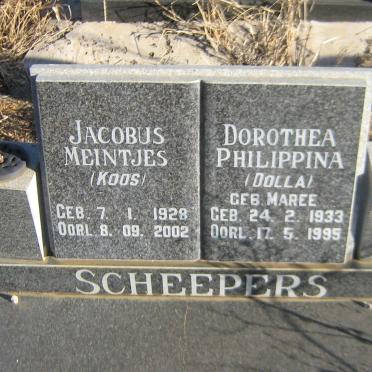 JACOBUS
MEINTJES
(KOOS)
GEB. 7. 1. 1928
OORL. 8. 09. 2002
DOROTHEA
PHILIPPINA
(DOLLA)
GEB. MAREE
GEB. 24. 2. 1933
OORL. 17. 5. 1995
SCHEEPERS